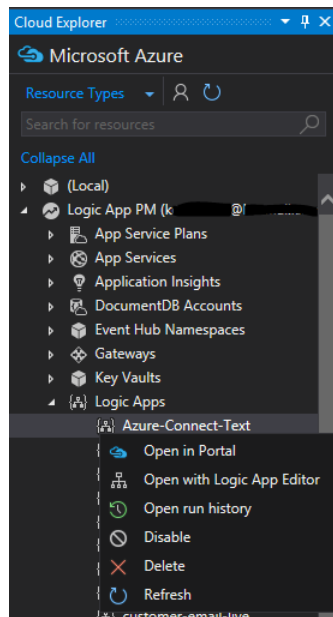 Cloud Explorer
Microsoft Azure
Resource Types
Search for resources
Collapse All
(Local)
Logic App PM (k
App Service Plans
App Services
Application Insights
DocumentDB Accounts
Event Hub Namespaces
Gateways
Key Vaults
Logic Apps
Azure-Connect-Text
Open in Portal
Open with Logic App Editor
Open run history
Disable
Delete
Refresh
customer-email-live